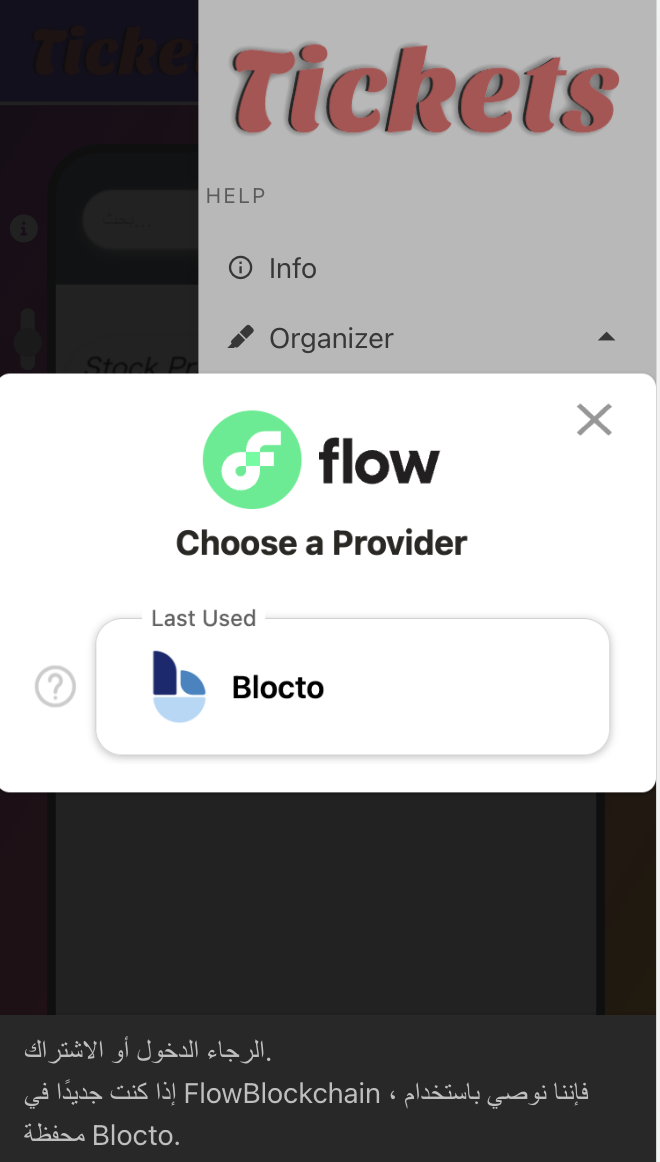 Ticke
Tickets
HELP
Info
Organizer
Stock Pr
flow
Choose a Provider
Last Used
Blocto
الرجاء الدخول أو الاشتراك.
إذا كنت جديدًا في FlowBlockchain ، فإننا نوصي باستخدام
محفظة Blocto.